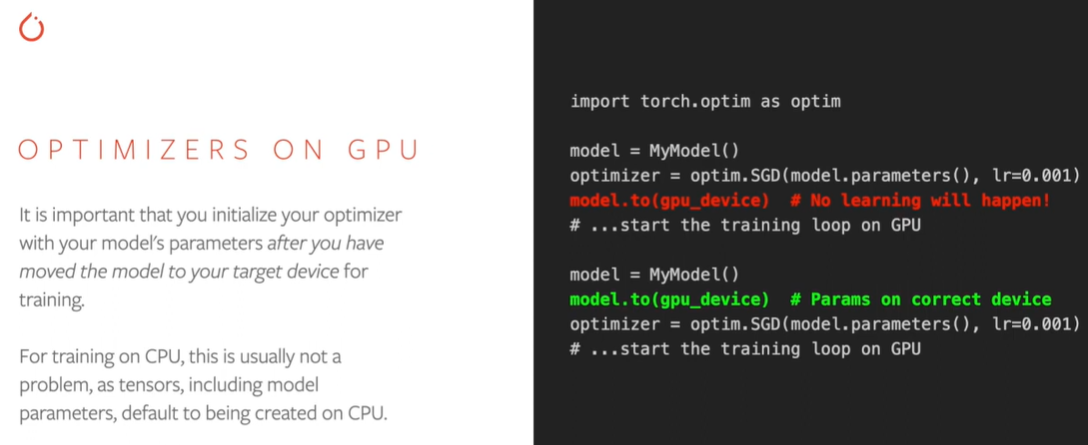 OPTIMIZERS ON GPU
It is important that you initialize your optimizer
with your model's parameters after you have
moved the model to your target device for
training.
For training on CPU, this is usually not a
problem, as tensors, including model
parameters, default to being created on CPU.
import torch.optim as optim
model = MyModel()
optimizer = optim.SGD(model.parameters(), lr=0.001)
model.to(gpu_device)  # No learning will happen!
# ...start the training loop on GPU
model = MyModel()
model.to(gpu_device)  # Params on correct device
optimizer = optim.SGD(model.parameters(), lr=0.001)
# ...start the training loop on GPU